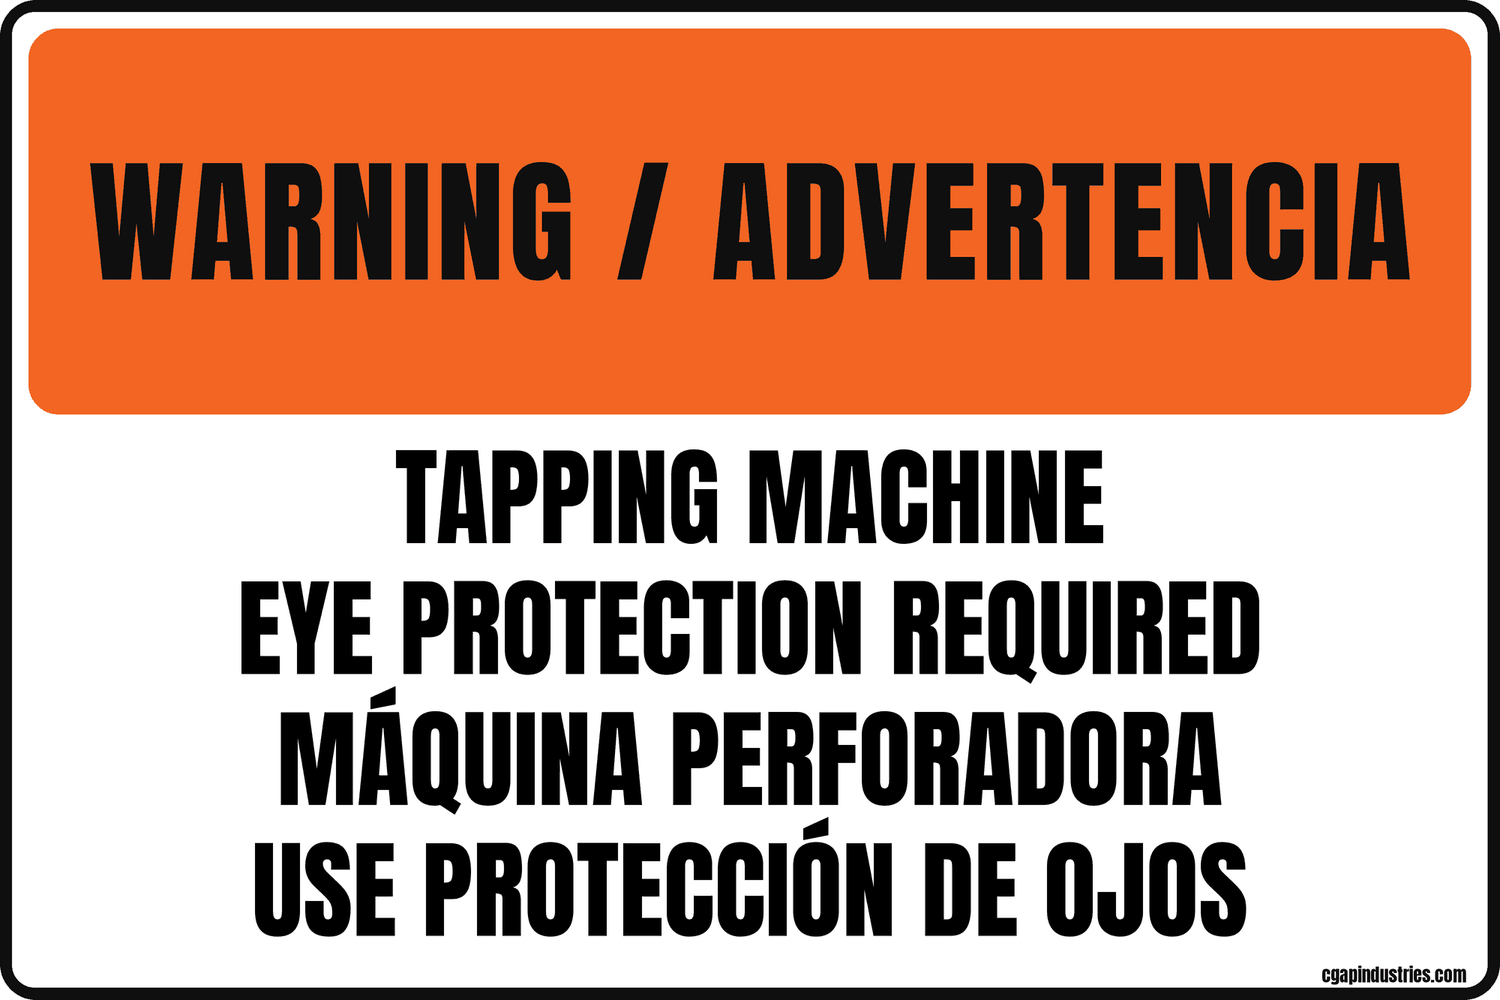 WARNING / ADVERTENCIA
TAPPING MACHINE
EYE PROTECTION REQUIRED
MÁQUINA PERFORADORA
USE PROTECCIÓN DE OJOS
cgapindustries.com